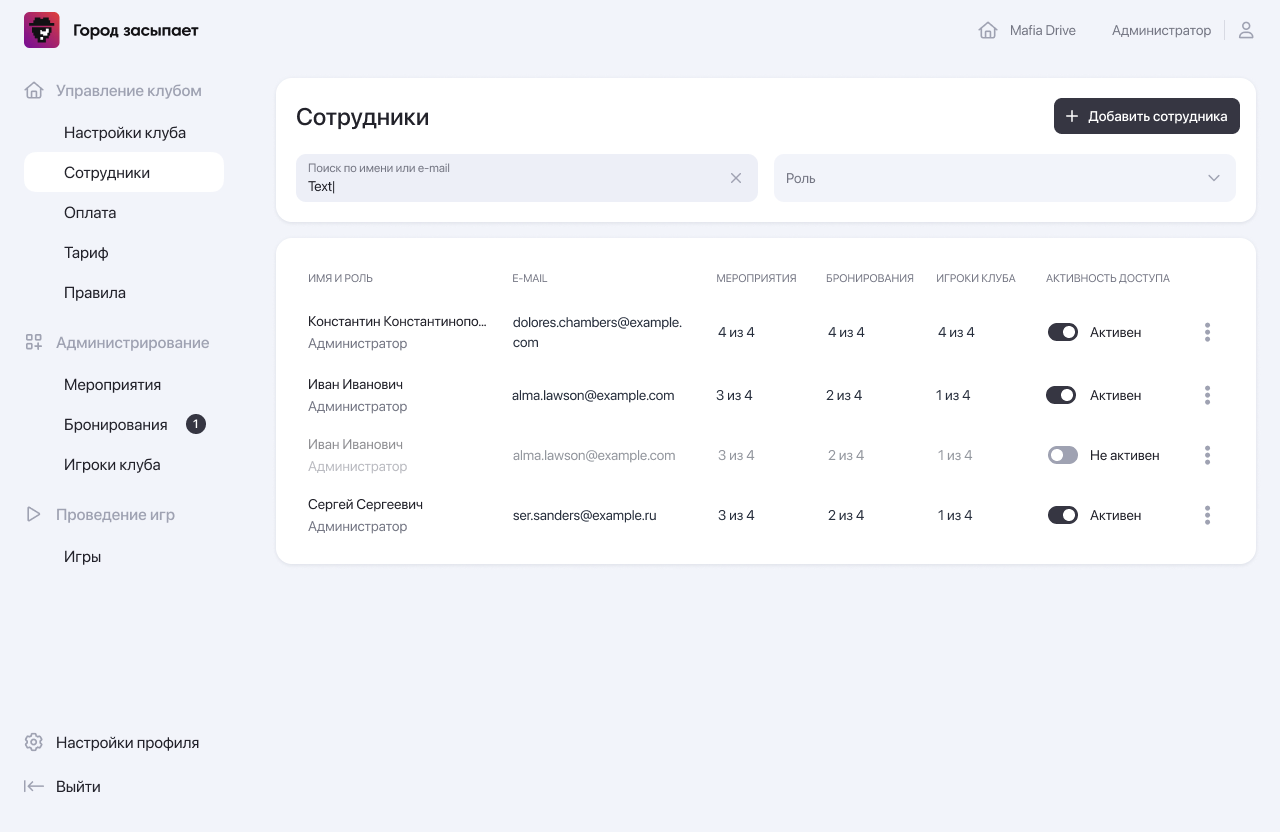 Город засыпает
Mafia Drive
Администратор
Управление клубом
Настройки клуба
Сотрудники
Оплата
Тариф
Правила
Администрирование
Мероприятия
Бронирования 1
Игроки клуба
Проведение игр
Игры
Настройки профиля
Выйти
Сотрудники
+ Добавить сотрудника
Поиск по имени или e-mail
Text|
Роль
ИМЯ И РОЛЬ E-MAIL МЕРОПРИЯТИЯ БРОНИРОВАНИЯ ИГРОКИ КЛУБА АКТИВНОСТЬ ДОСТУПА
Константин Константинопо...
Администратор
dolores.chambers@example.
com
4 из 4 4 из 4 4 из 4 Активен
Иван Иванович
Администратор
alma.lawson@example.com 3 из 4 2 из 4 1 из 4 Активен
Иван Иванович
Администратор
alma.lawson@example.com 3 из 4 2 из 4 1 из 4 Не активен
Сергей Сергеевич
Администратор
ser.sanders@example.ru 3 из 4 2 из 4 1 из 4 Активен